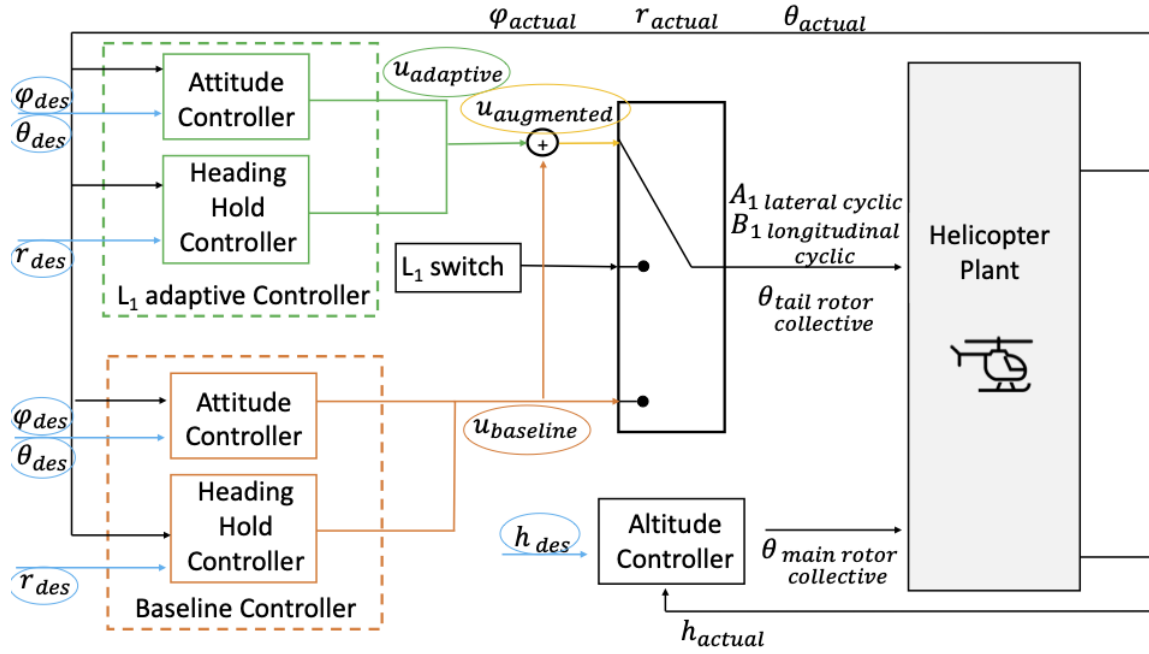 φactual ractual θactual
Attitude
Controller
φdes
θdes
Heading
Hold
Controller
rdes
L1 adaptive Controller
uadaptive
uaugmented
+
L1 switch
A1 lateral cyclic
B1 longitudinal
cyclic
θtail rotor
collective
Helicopter
Plant
Attitude
Controller
φdes
θdes
Heading
Hold
Controller
rdes
Baseline Controller
ubaseline
h des
Altitude
Controller
θ main rotor
collective
hactual